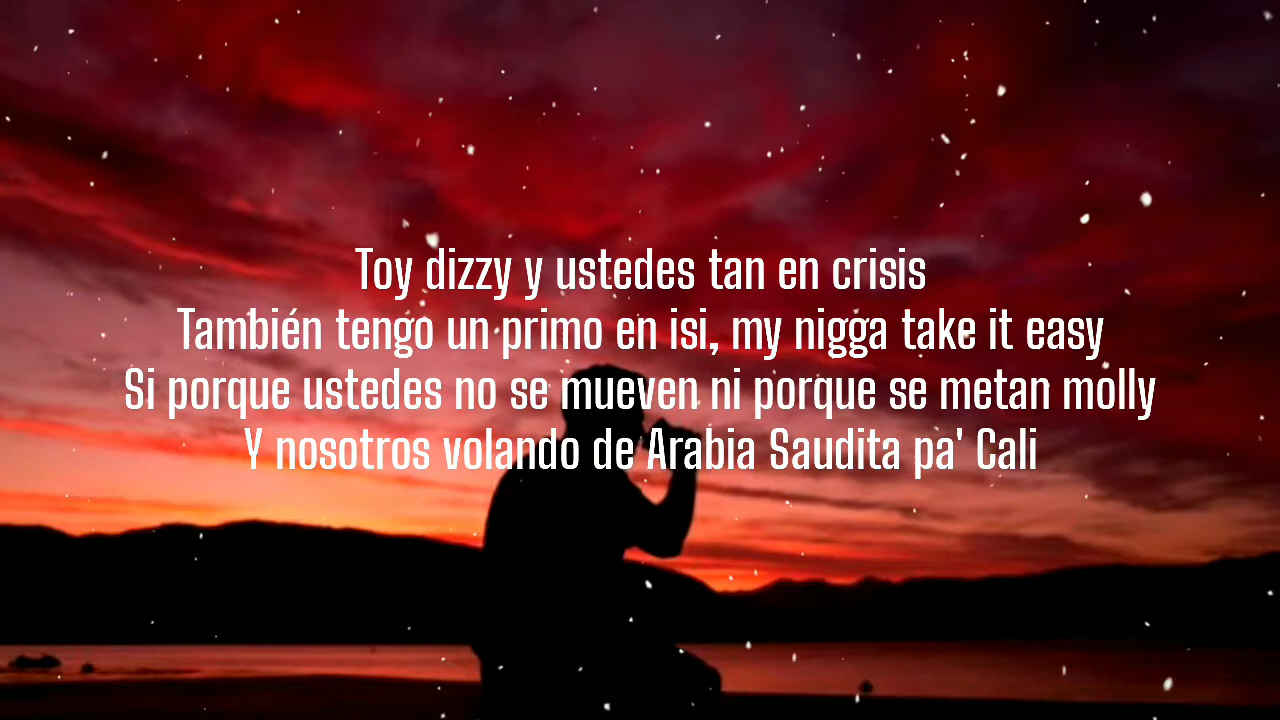 Toy dizzy y ustedes tan en crisis
También tengo un primo en isi, my nigga take it easy
Si porque ustedes no se mueven ni porque se metan molly
Y nosotros volando de Arabia Saudita pa' Cali